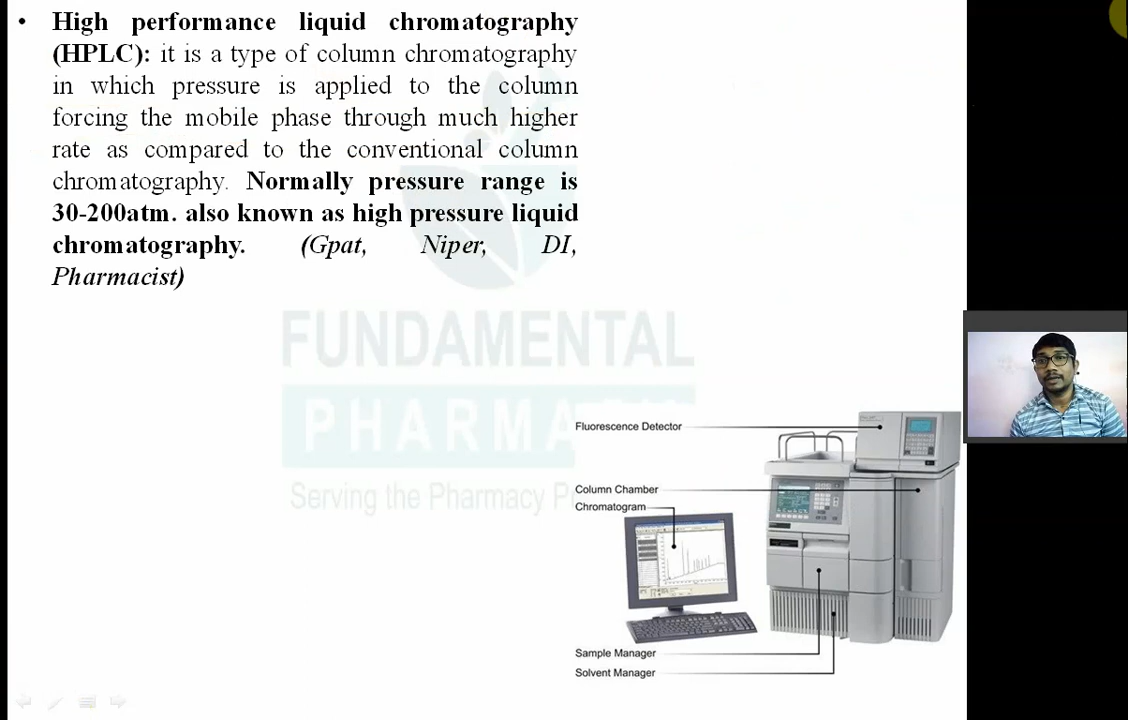 • High performance liquid chromatography
(HPLC): it is a type of column chromatography
in which pressure is applied to the column
forcing the mobile phase through much higher
rate as compared to the conventional column
chromatography. Normally pressure range is
30-200atm. also known as high pressure liquid
chromatography. (Gpat, Niper, DI,
Pharmacist)
FUNDAMENTAL
PHARMA
Serving the Pharmacy
Fluorescence Detector
Column Chamber
Chromatogram
Sample Manager
Solvent Manager